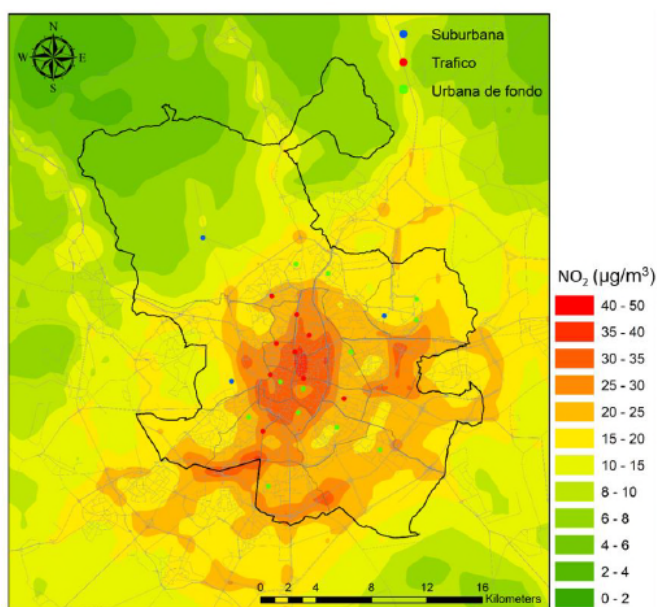 N
W E
S
Suburbana
Trafico
Urbana de fondo
NO₂ (µg/m³)
40 - 50
35 - 40
30 - 35
25 - 30
20 - 25
15 - 20
10 - 15
8 - 10
6 - 8
4 - 6
2 - 4
0 - 2
0 1 2 3 4 8 12 16
Kilometers